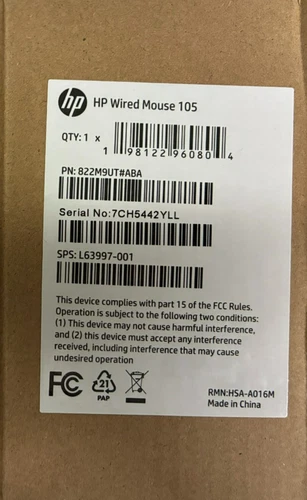 hp HP Wired Mouse 105
QTY: 1 x
1 98122 96080 4
PN: 822M9UT#ABA
Serial No:7CH5442YLL
SPS: L63997-001
This device complies with part 15 of the FCC Rules.
Operation is subject to the following two conditions:
(1) This device may not cause harmful interference,
and (2) this device must accept any interference
received, including interference that may cause
undesired operation
FC 21 PAP
RMN:HSA-A016M
Made in China